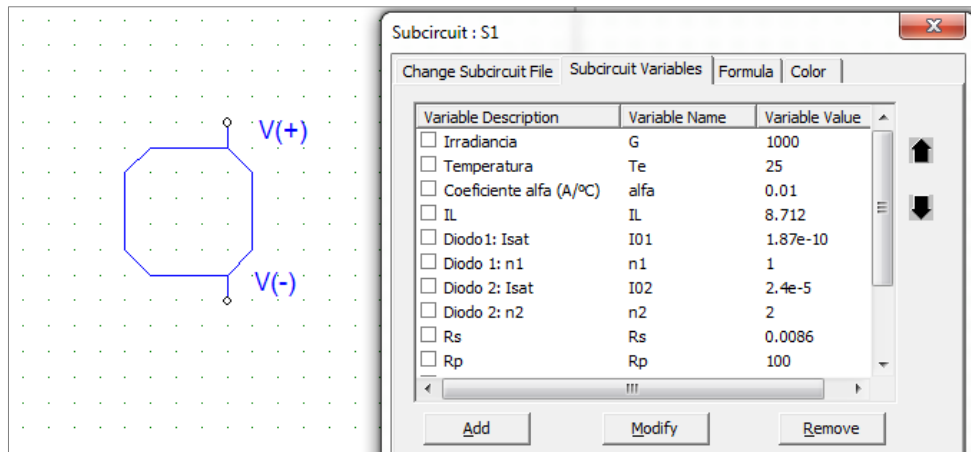 V(+)
V(-)
Subcircuit : S1
Change Subcircuit File Subcircuit Variables Formula Color
Variable Description Variable Name Variable Value
Irradiancia G 1000
Temperatura Te 25
Coeficiente alfa (A/ºC) alfa 0.01
IL IL 8.712
Diodo1: Isat I01 1.87e-10
Diodo 1: n1 n1 1
Diodo 2: Isat I02 2.4e-5
Diodo 2: n2 n2 2
Rs Rs 0.0086
Rp Rp 100
Add Modify Remove